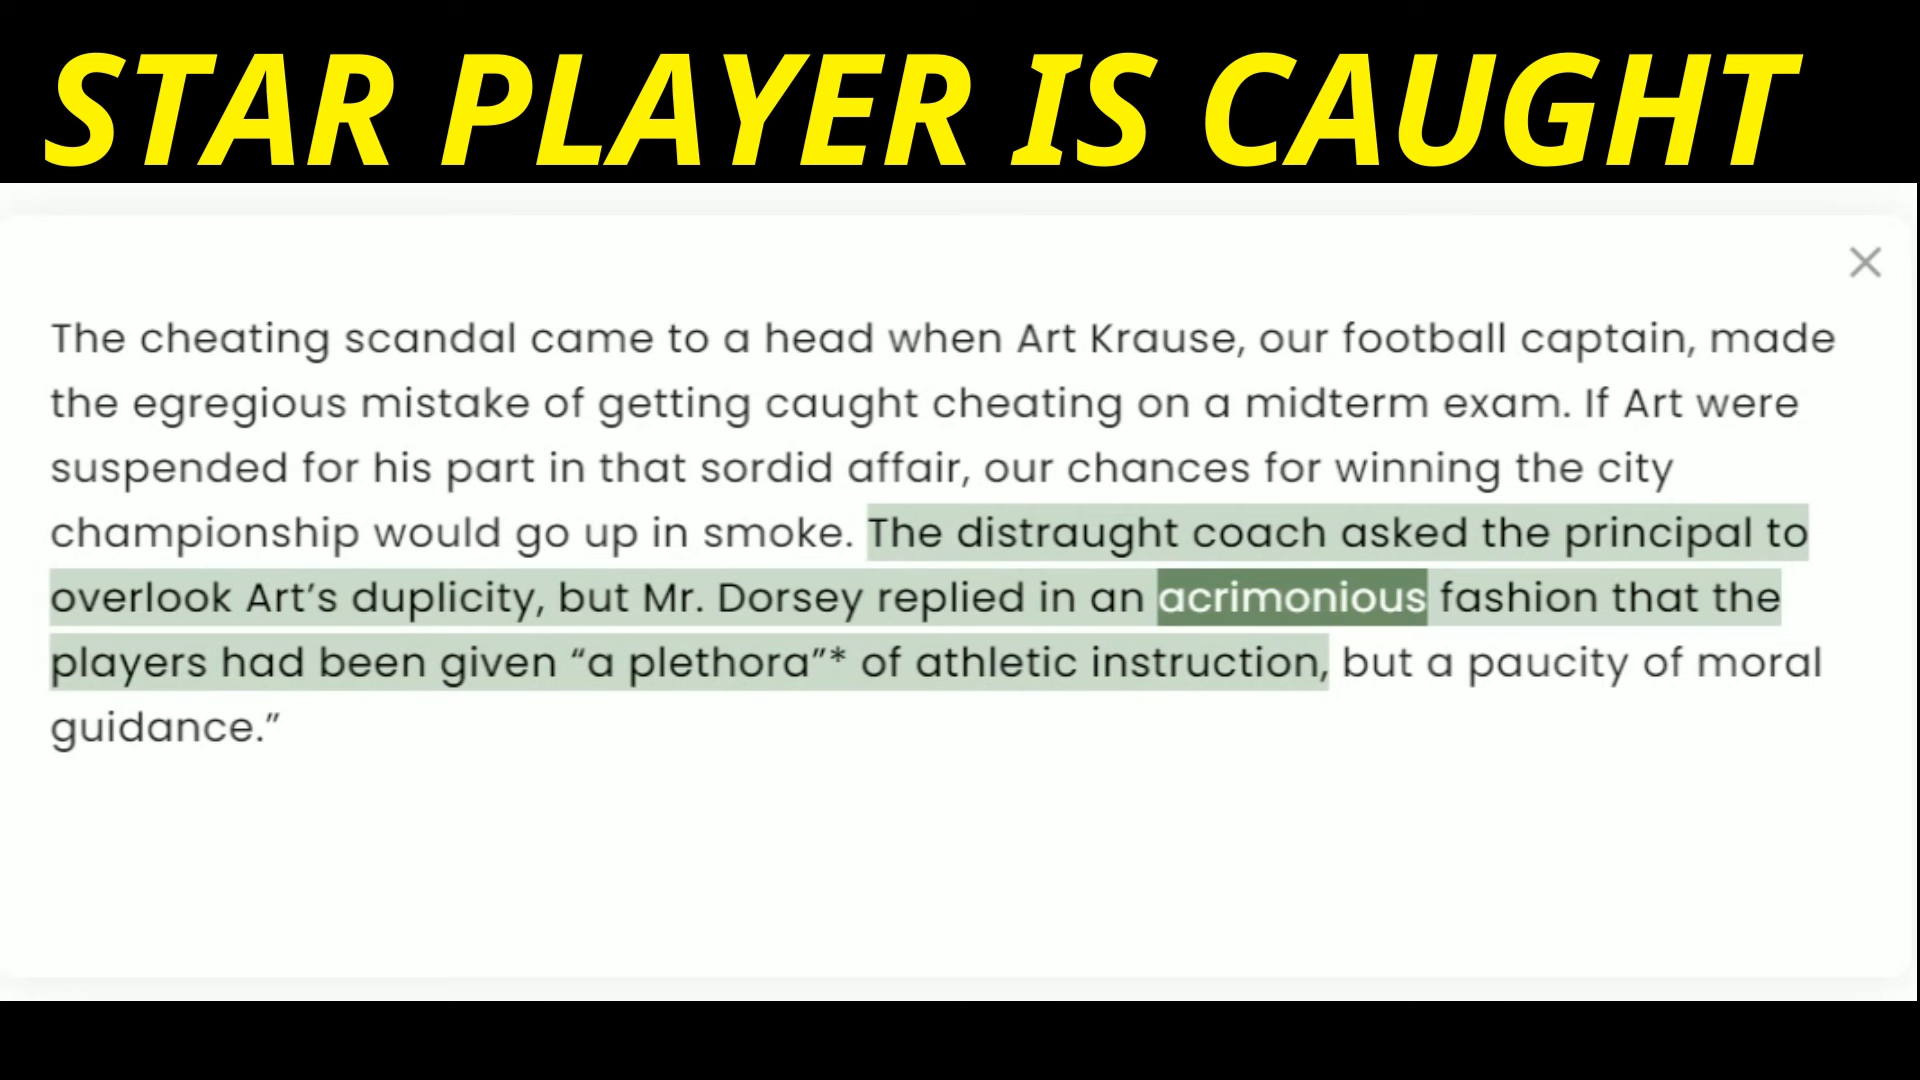 STAR PLAYER IS CAUGHT
The cheating scandal came to a head when Art Krause, our football captain, made
the egregious mistake of getting caught cheating on a midterm exam. If Art were
suspended for his part in that sordid affair, our chances for winning the city
championship would go up in smoke. The distraught coach asked the principal to
overlook Art’s duplicity, but Mr. Dorsey replied in an acrimonious fashion that the
players had been given “a plethora”* of athletic instruction, but a paucity of moral
guidance.”